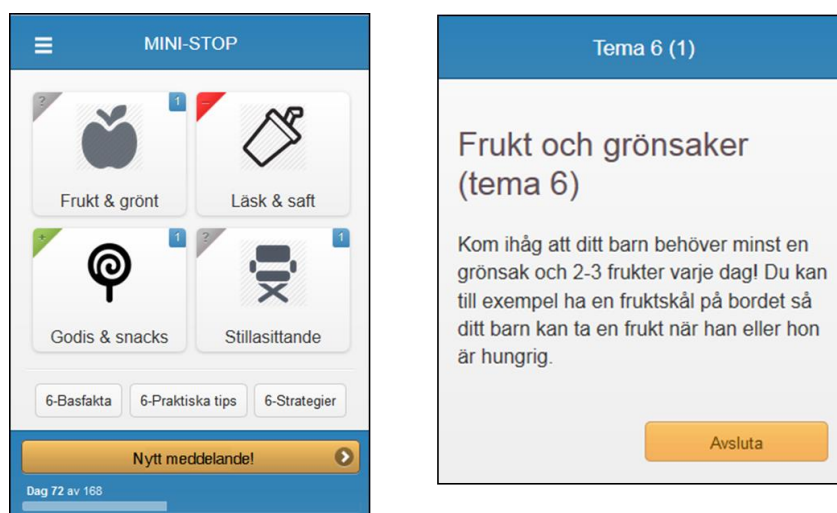 MINI-STOP
? 1
−
Frukt & grönt
Läsk & saft
+ 1
? 1
Godis & snacks
Stillasittande
6-Basfakta
6-Praktiska tips
6-Strategier
Nytt meddelande!
Dag 72 av 168
Tema 6 (1)
Frukt och grönsaker
(tema 6)
Kom ihåg att ditt barn behöver minst en
grönsak och 2-3 frukter varje dag! Du kan
till exempel ha en fruktskål på bordet så
ditt barn kan ta en frukt när han eller hon
är hungrig.
Avsluta